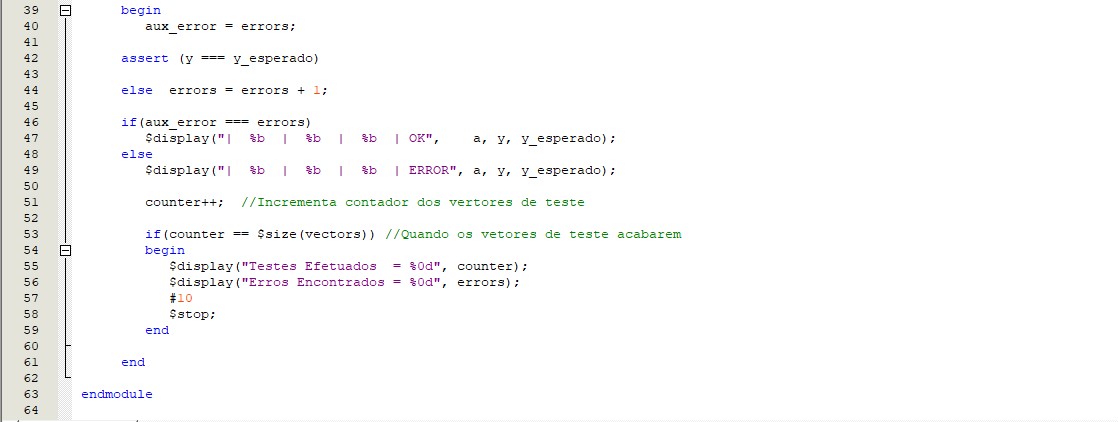 39 begin
40 aux_error = errors;
41
42 assert (y === y_esperado)
43
44 else  errors = errors + 1;
45
46 if(aux_error === errors)
47 $display("|  %b  |  %b  |  %b  | OK",    a, y, y_esperado);
48 else
49 $display("|  %b  |  %b  |  %b  | ERROR", a, y, y_esperado);
50
51 counter++;  //Incrementa contador dos vertores de teste
52
53 if(counter == $size(vectors)) //Quando os vetores de teste acabarem
54 begin
55 $display("Testes Efetuados  = %0d", counter);
56 $display("Erros Encontrados = %0d", errors);
57 #10
58 $stop;
59 end
60
61 end
62
63 endmodule
64